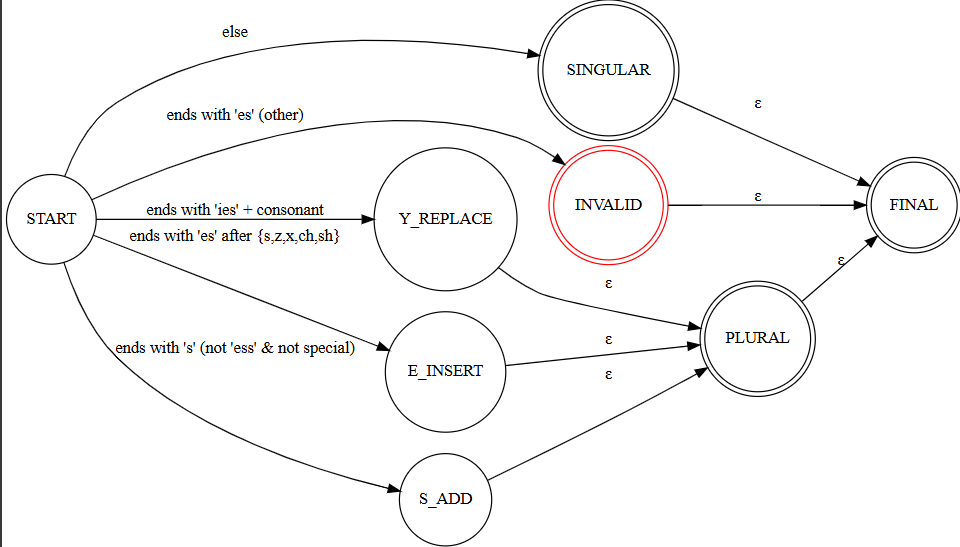 else
SINGULAR
ε
ends with 'es' (other)
INVALID
ε
FINAL
START
ends with 'ies' + consonant
Y_REPLACE
ends with 'es' after {s,z,x,ch,sh}
ε
ε
PLURAL
ε
ends with 's' (not 'ess' & not special)
E_INSERT
ε
S_ADD